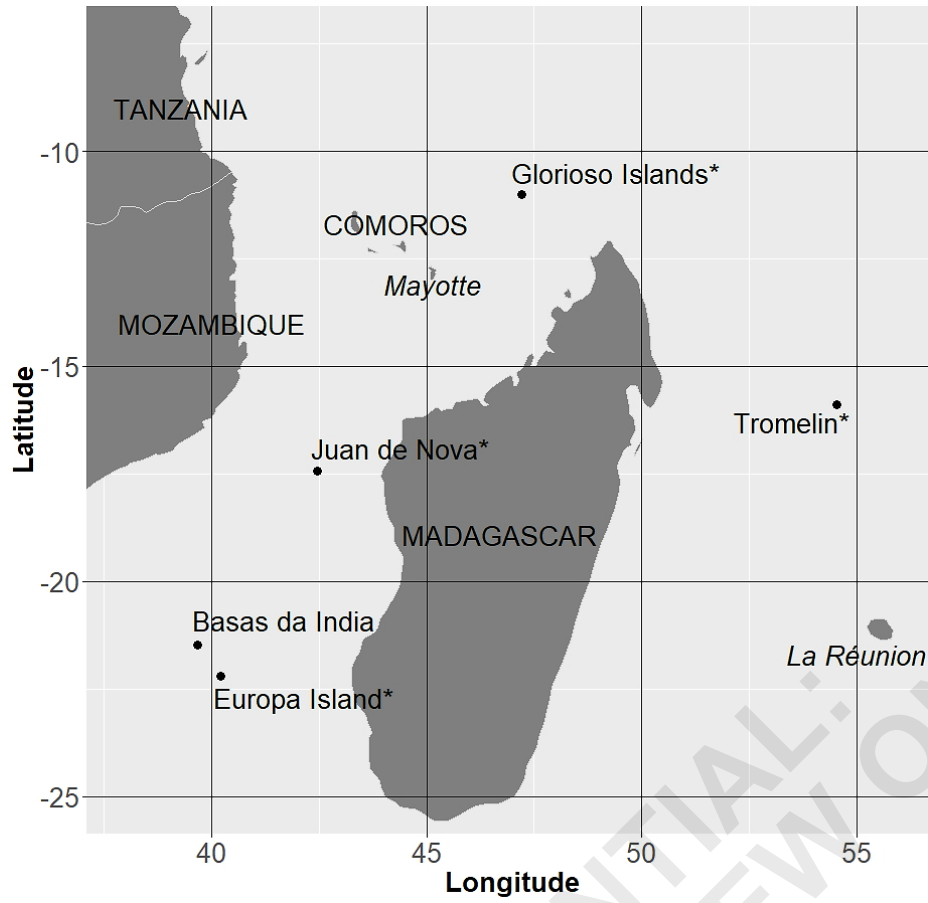 TANZANIA
-10
Glorioso Islands*
COMOROS
Mayotte
MOZAMBIQUE
-15
Latitude
Tromelin*
Juan de Nova*
MADAGASCAR
-20
Basas da India
La Réunion
Europa Island*
-25
40
45
50
55
Longitude